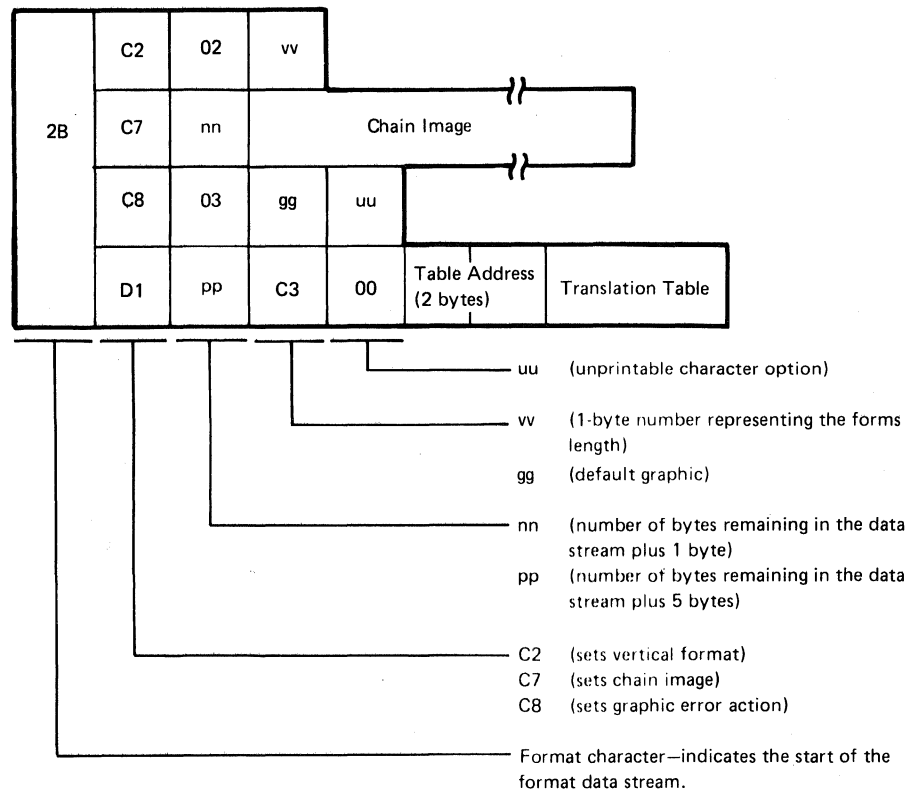 C2 02 vv
2B C7 nn Chain Image
C8 03 gg uu
D1 pp C3 00 Table Address
(2 bytes) Translation Table
uu (unprintable character option)
vv (1-byte number representing the forms
length)
gg (default graphic)
nn (number of bytes remaining in the data
stream plus 1 byte)
pp (number of bytes remaining in the data
stream plus 5 bytes)
C2 (sets vertical format)
C7 (sets chain image)
C8 (sets graphic error action)
Format character—indicates the start of the
format data stream.